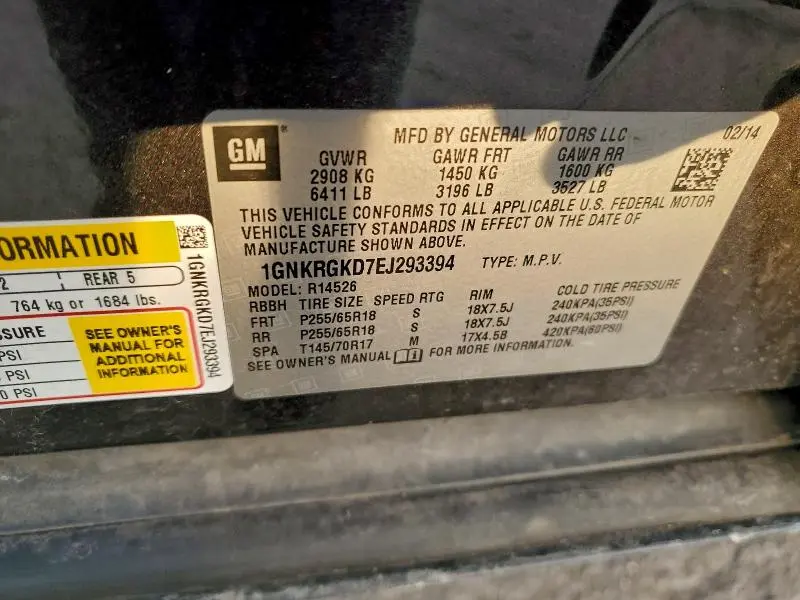 GM
MFD BY GENERAL MOTORS LLC 02/14
GVWR GAWR FRT GAWR RR
2908 KG 1450 KG 1600 KG
6411 LB 3196 LB 3527 LB
THIS VEHICLE CONFORMS TO ALL APPLICABLE U.S. FEDERAL MOTOR
VEHICLE SAFETY STANDARDS IN EFFECT ON THE DATE OF
MANUFACTURE SHOWN ABOVE.
1GNKRGKD7EJ293394 TYPE: M.P.V.
MODEL: R14526
RBBH TIRE SIZE SPEED RTG RIM COLD TIRE PRESSURE
FRT P255/65R18 S 18X7.5J 240KPA(35PSI)
RR P255/65R18 S 18X7.5J 240KPA(35PSI)
SPA T145/70R17 M 17X4.5B 420KPA(60PSI)
SEE OWNER'S MANUAL FOR MORE INFORMATION.
ORMATION
2 REAR 5
764 kg or 1684 lbs.
SSURE
PSI
PSI
0 PSI
SEE OWNER'S
MANUAL FOR
ADDITIONAL
INFORMATION
1GNKRGKD7EJ293394